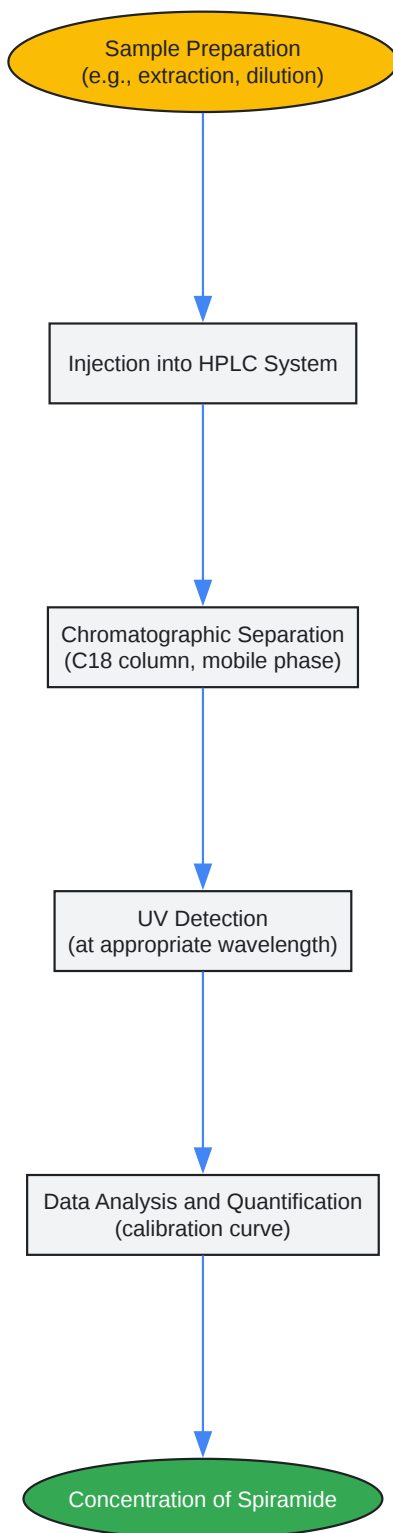 Sample Preparation
(e.g., extraction, dilution)
Injection into HPLC System
Chromatographic Separation
(C18 column, mobile phase)
UV Detection
(at appropriate wavelength)
Data Analysis and Quantification
(calibration curve)
Concentration of Spiramide